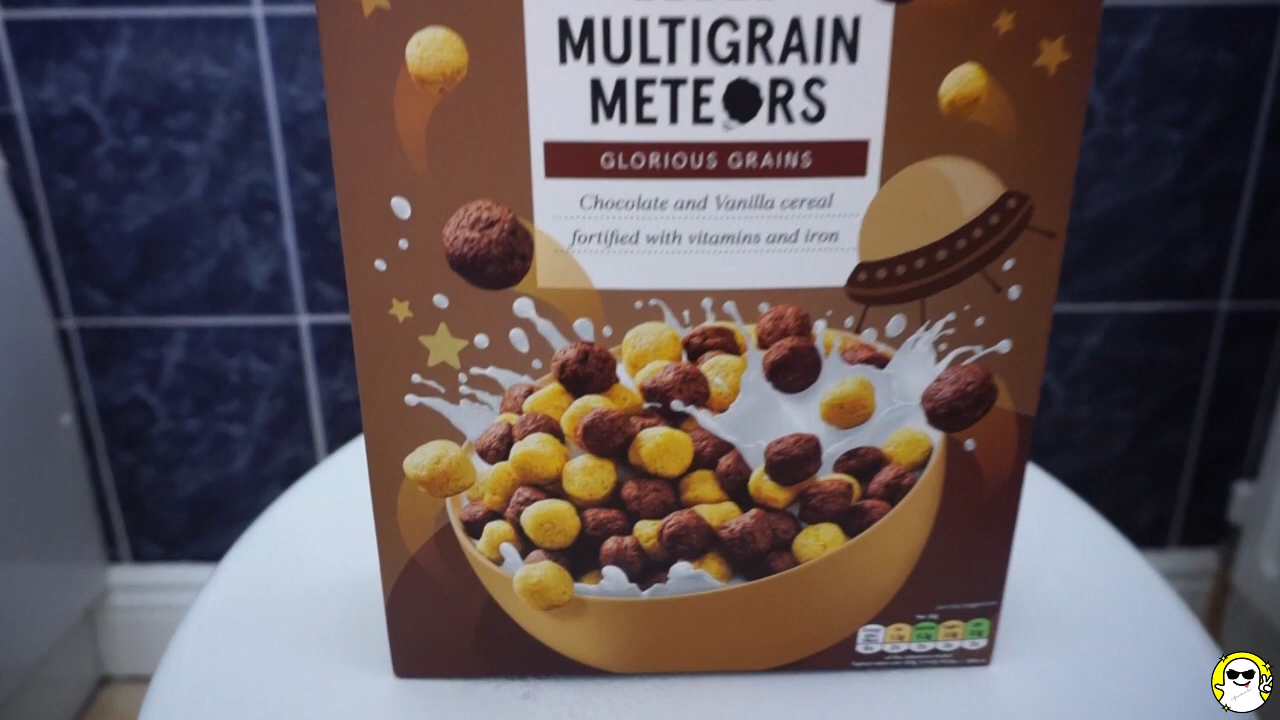 MULTIGRAIN
METEORS
GLORIOUS GRAINS
Chocolate and Vanilla cereal
fortified with vitamins and iron